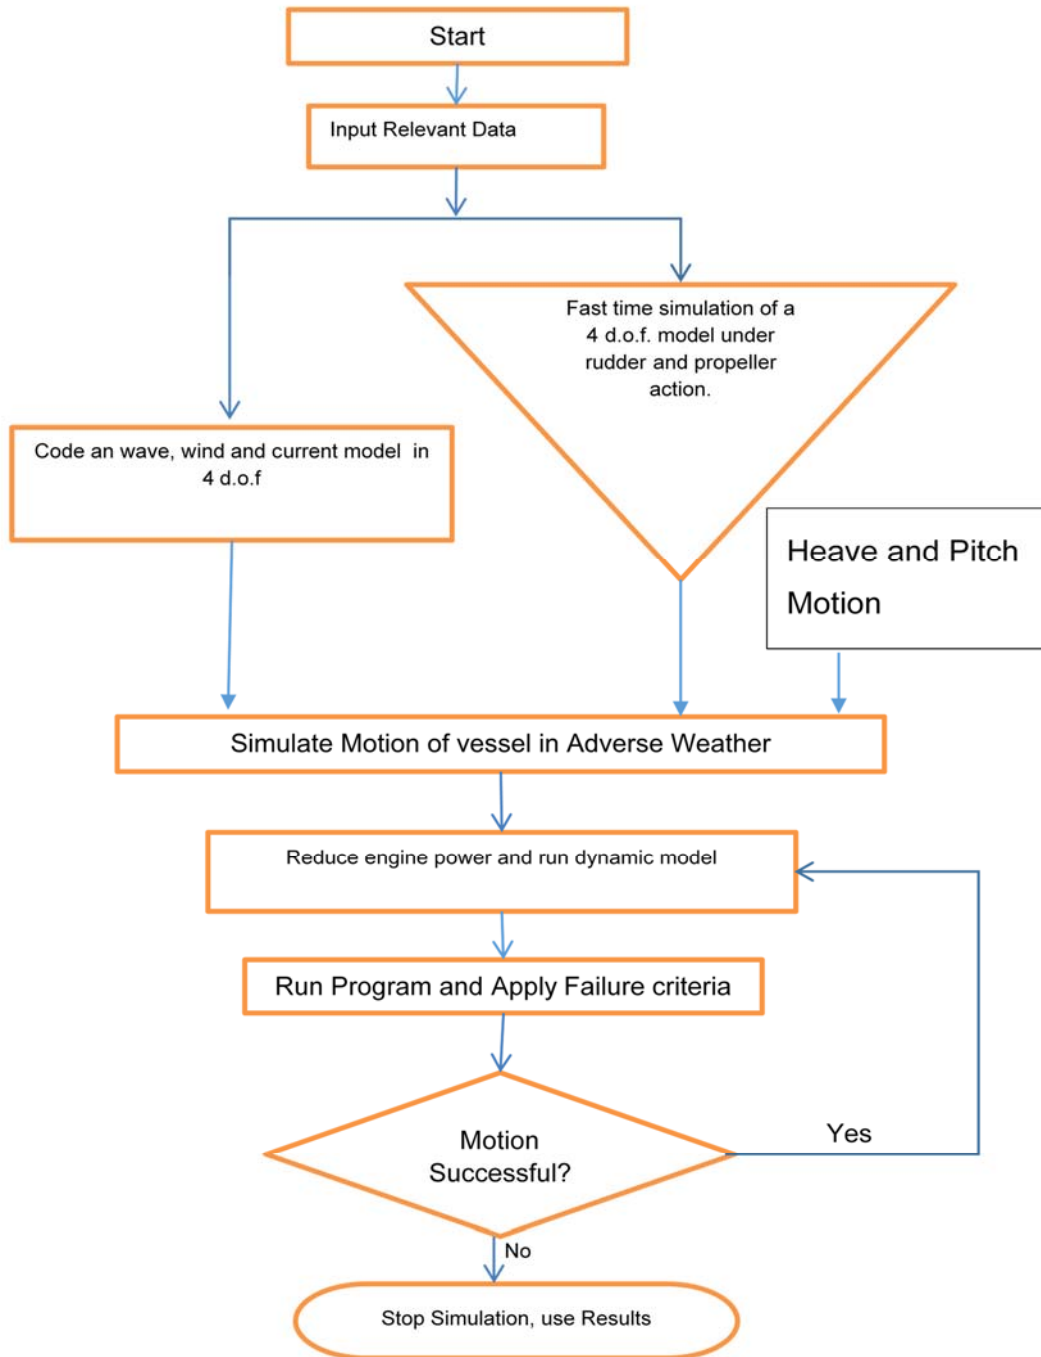 Start
Input Relevant Data
Fast time simulation of a
4 d.o.f. model under
rudder and propeller
action.
Code an wave, wind and current model in
4 d.o.f
Heave and Pitch
Motion
Simulate Motion of vessel in Adverse Weather
Reduce engine power and run dynamic model
Run Program and Apply Failure criteria
Motion
Successful?
Yes
No
Stop Simulation, use Results